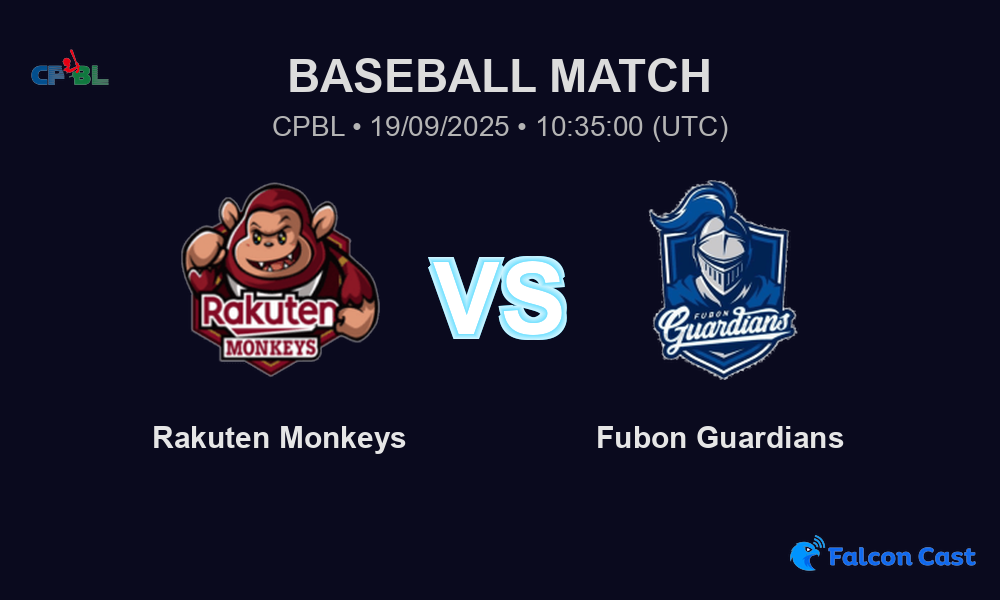 CPBL
BASEBALL MATCH
CPBL • 19/09/2025 • 10:35:00 (UTC)
Rakuten
MONKEYS
VS
FUBON
Guardians
Rakuten Monkeys
Fubon Guardians
Falcon Cast